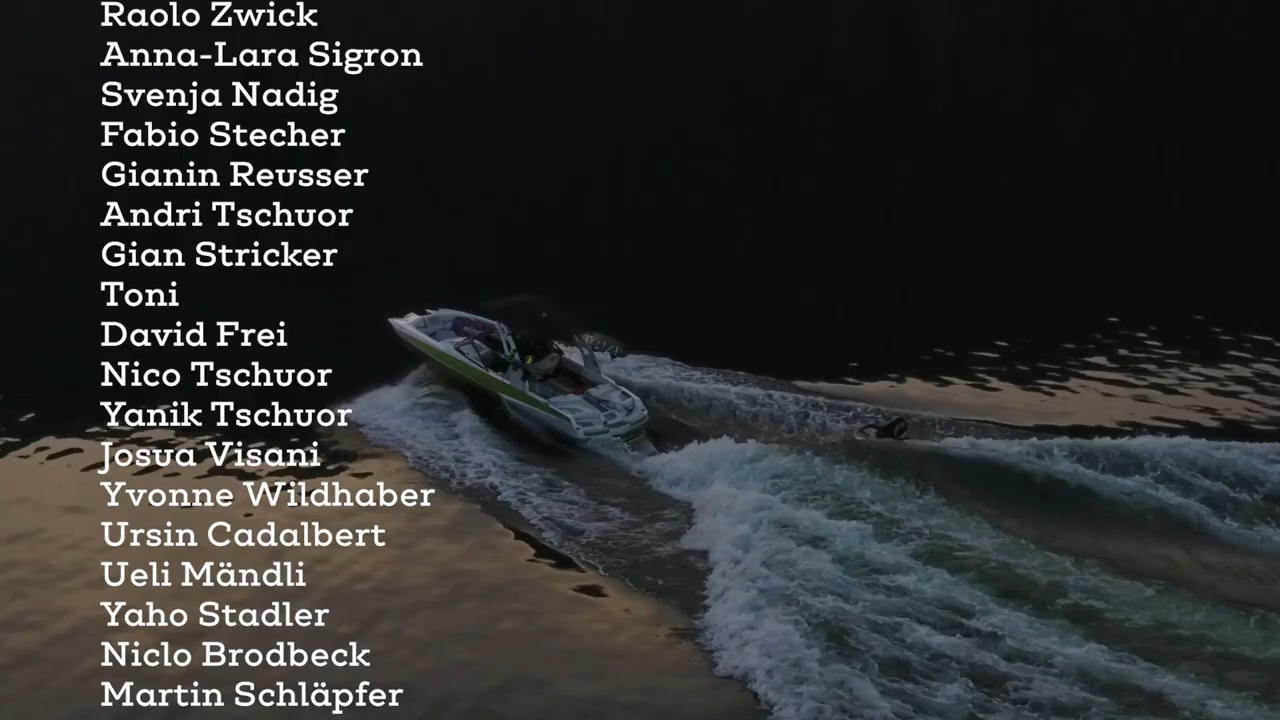 Raolo Zwick
Anna-Lara Sigron
Svenja Nadig
Fabio Stecher
Gianin Reusser
Andri Tschuor
Gian Stricker
Toni
David Frei
Nico Tschuor
Yanik Tschuor
Josua Visani
Yvonne Wildhaber
Ursin Cadalbert
Ueli Mändli
Yaho Stadler
Niclo Brodbeck
Martin Schläpfer